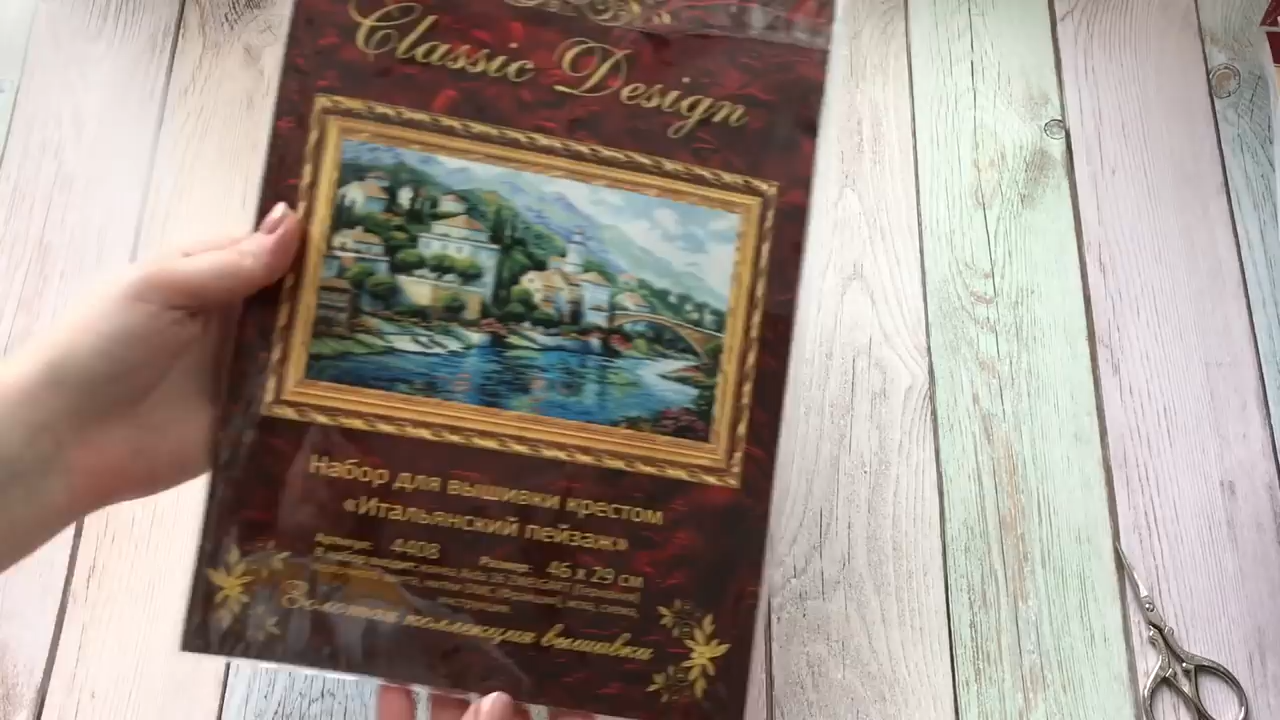 Classic Design
Набор для вышивки крестом
«Итальянский пейзаж»
Артикул: 4408 Размер: 46 x 29 см
Золотая коллекция вышивки